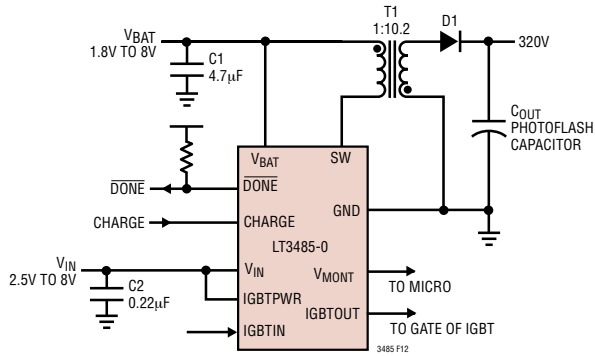 T1
1:10.2
D1
320V
VBAT
1.8V TO 8V
C1
4.7µF
COUT
PHOTOFLASH
CAPACITOR
VBAT
SW
DONE
DONE
GND
CHARGE
CHARGE
LT3485-0
VIN
2.5V TO 8V
VIN
VMONT
TO MICRO
C2
0.22µF
IGBTPWR
IGBTOUT
TO GATE OF IGBT
IGBTIN
3485 F12